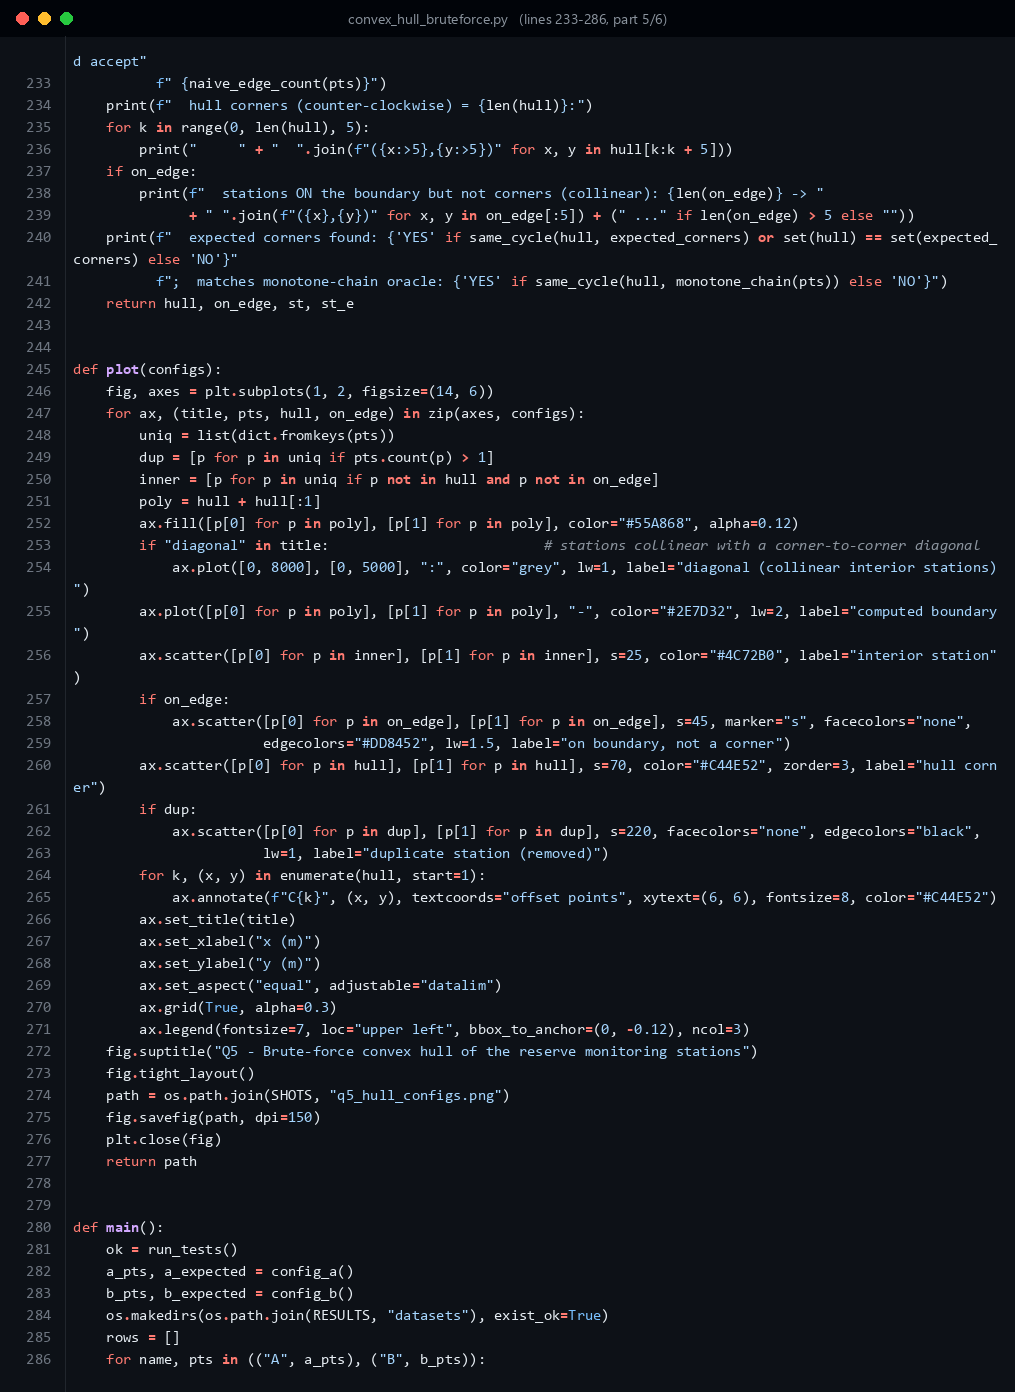 convex_hull_bruteforce.py   (lines 233-286, part 5/6)
d accept"
233           f" {naive_edge_count(pts)}")
234     print(f"  hull corners (counter-clockwise) = {len(hull)}:")
235     for k in range(0, len(hull), 5):
236         print("     " + "  ".join(f"({x:>5},{y:>5})" for x, y in hull[k:k + 5]))
237     if on_edge:
238         print(f"  stations ON the boundary but not corners (collinear): {len(on_edge)} -> "
239               + " ".join(f"({x},{y})" for x, y in on_edge[:5]) + (" ..." if len(on_edge) > 5 else ""))
240     print(f"  expected corners found: {'YES' if same_cycle(hull, expected_corners) or set(hull) == set(expected_
corners) else 'NO'}"
241           f";  matches monotone-chain oracle: {'YES' if same_cycle(hull, monotone_chain(pts)) else 'NO'}")
242     return hull, on_edge, st, st_e
243
244
245 def plot(configs):
246     fig, axes = plt.subplots(1, 2, figsize=(14, 6))
247     for ax, (title, pts, hull, on_edge) in zip(axes, configs):
248         uniq = list(dict.fromkeys(pts))
249         dup = [p for p in uniq if pts.count(p) > 1]
250         inner = [p for p in uniq if p not in hull and p not in on_edge]
251         poly = hull + hull[:1]
252         ax.fill([p[0] for p in poly], [p[1] for p in poly], color="#55A868", alpha=0.12)
253         if "diagonal" in title:                          # stations collinear with a corner-to-corner diagonal
254             ax.plot([0, 8000], [0, 5000], ":", color="grey", lw=1, label="diagonal (collinear interior stations)
")
255         ax.plot([p[0] for p in poly], [p[1] for p in poly], "-", color="#2E7D32", lw=2, label="computed boundary
")
256         ax.scatter([p[0] for p in inner], [p[1] for p in inner], s=25, color="#4C72B0", label="interior station"
)
257         if on_edge:
258             ax.scatter([p[0] for p in on_edge], [p[1] for p in on_edge], s=45, marker="s", facecolors="none",
259                        edgecolors="#DD8452", lw=1.5, label="on boundary, not a corner")
260         ax.scatter([p[0] for p in hull], [p[1] for p in hull], s=70, color="#C44E52", zorder=3, label="hull corn
er")
261         if dup:
262             ax.scatter([p[0] for p in dup], [p[1] for p in dup], s=220, facecolors="none", edgecolors="black",
263                        lw=1, label="duplicate station (removed)")
264         for k, (x, y) in enumerate(hull, start=1):
265             ax.annotate(f"C{k}", (x, y), textcoords="offset points", xytext=(6, 6), fontsize=8, color="#C44E52")
266         ax.set_title(title)
267         ax.set_xlabel("x (m)")
268         ax.set_ylabel("y (m)")
269         ax.set_aspect("equal", adjustable="datalim")
270         ax.grid(True, alpha=0.3)
271         ax.legend(fontsize=7, loc="upper left", bbox_to_anchor=(0, -0.12), ncol=3)
272     fig.suptitle("Q5 - Brute-force convex hull of the reserve monitoring stations")
273     fig.tight_layout()
274     path = os.path.join(SHOTS, "q5_hull_configs.png")
275     fig.savefig(path, dpi=150)
276     plt.close(fig)
277     return path
278
279
280 def main():
281     ok = run_tests()
282     a_pts, a_expected = config_a()
283     b_pts, b_expected = config_b()
284     os.makedirs(os.path.join(RESULTS, "datasets"), exist_ok=True)
285     rows = []
286     for name, pts in (("A", a_pts), ("B", b_pts)):